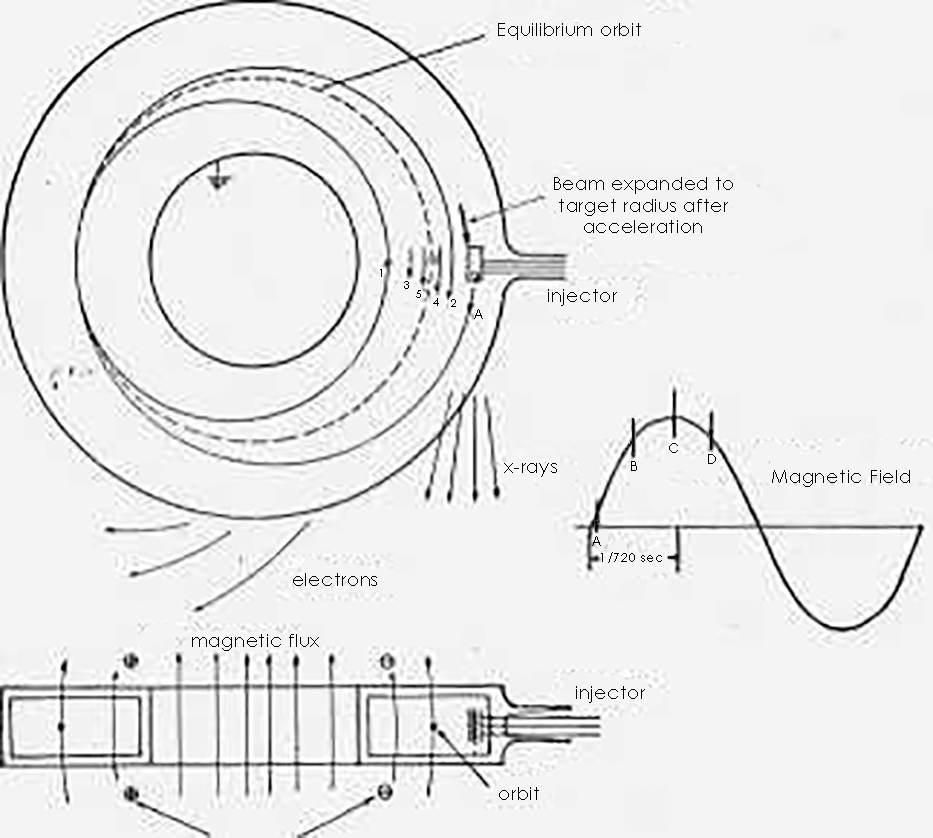 Equilibrium orbit
Beam expanded to
target radius after
acceleration
injector
1
3
5
4
2
A
x-rays
electrons
B
C
D
Magnetic Field
A
1/720 sec
magnetic flux
injector
orbit